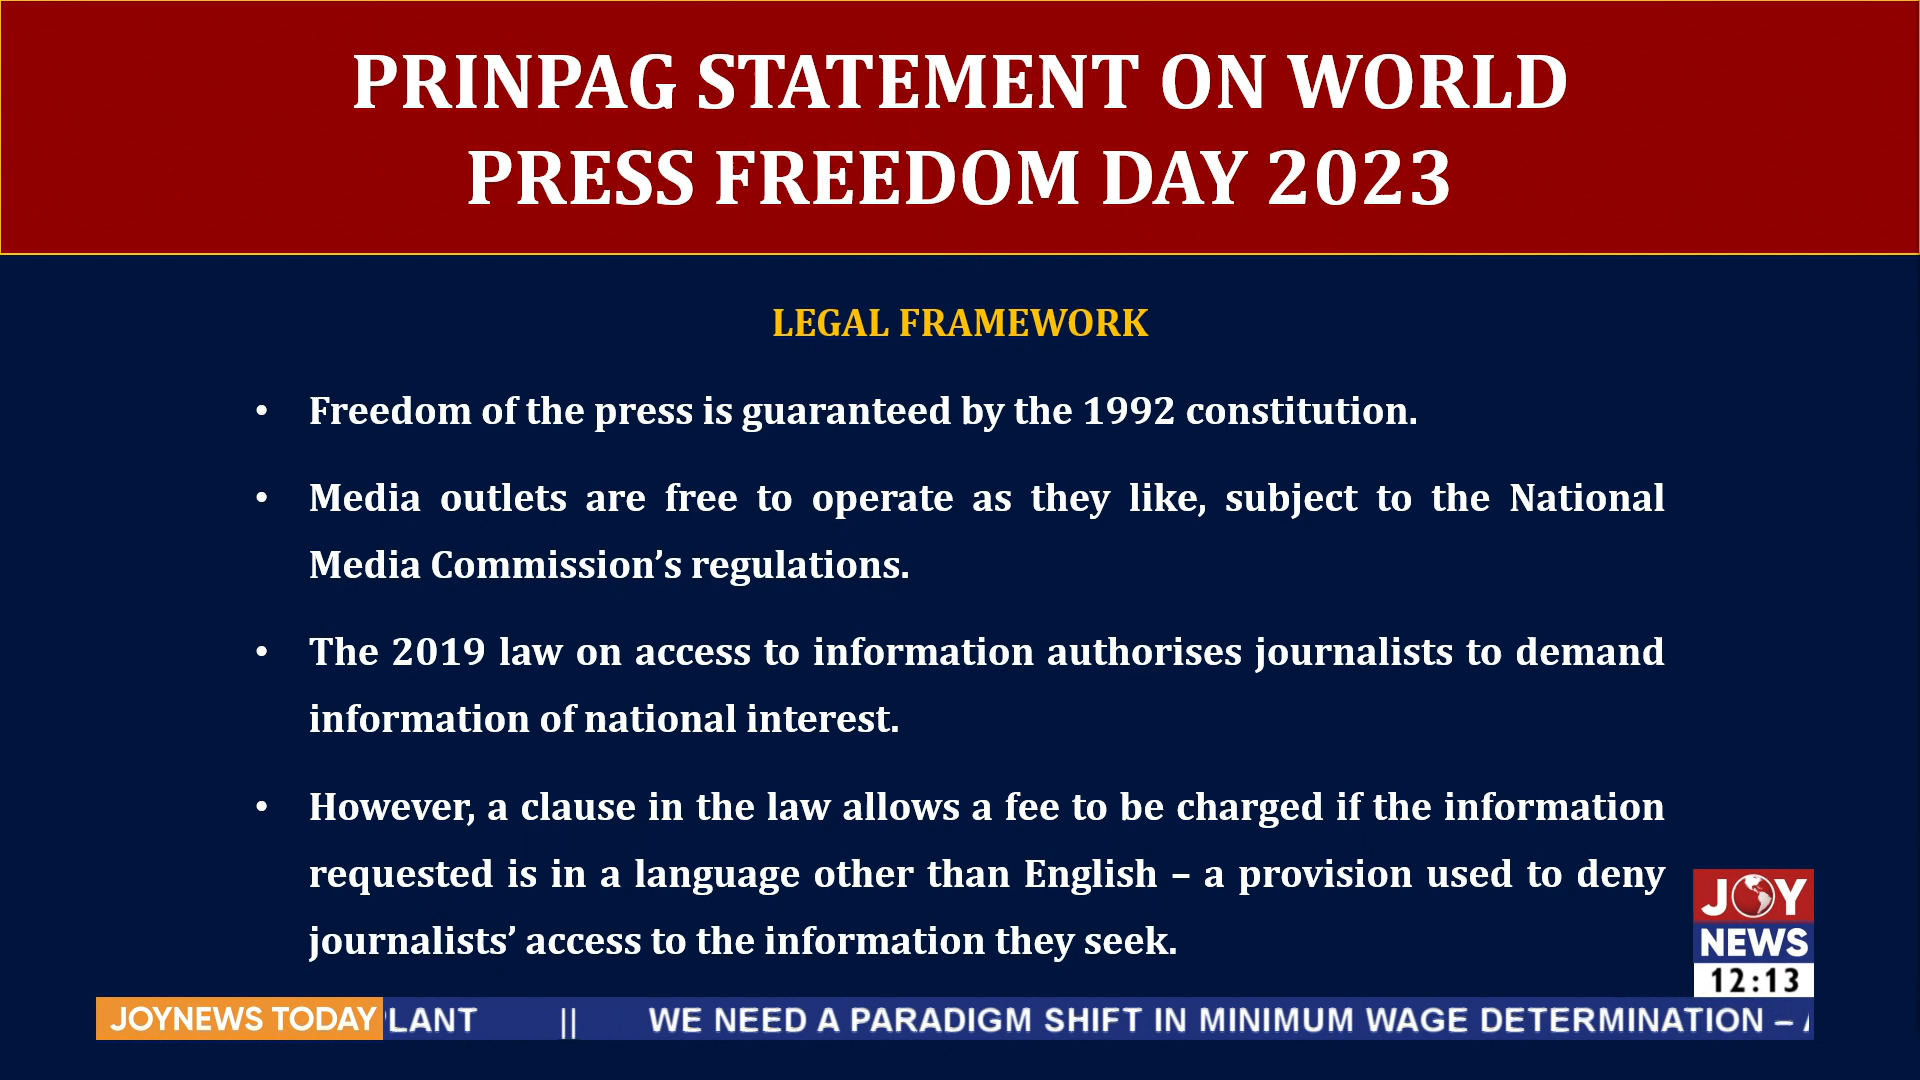 PRINPAG STATEMENT ON WORLD
PRESS FREEDOM DAY 2023
LEGAL FRAMEWORK
• Freedom of the press is guaranteed by the 1992 constitution.
• Media outlets are free to operate as they like, subject to the National
Media Commission’s regulations.
• The 2019 law on access to information authorises journalists to demand
information of national interest.
• However, a clause in the law allows a fee to be charged if the information
requested is in a language other than English – a provision used to deny
journalists’ access to the information they seek.
JOY
NEWS
12:13
JOYNEWS TODAY
LANT || WE NEED A PARADIGM SHIFT IN MINIMUM WAGE DETERMINATION –